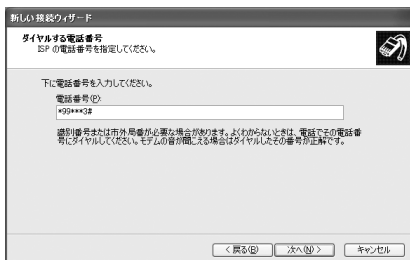 新しい接続ウィザード
ダイヤルする電話番号
ISP の電話番号を指定してください。
下に電話番号を入力してください。
電話番号(P):
*99***3#
識別番号または市外局番が必要な場合があります。よくわからないときは、電話でその電話番
号にダイヤルしてください。モデムの音が聞こえる場合はダイヤルしたその番号が正解です。
< 戻る(B)
次へ(N) >
キャンセル